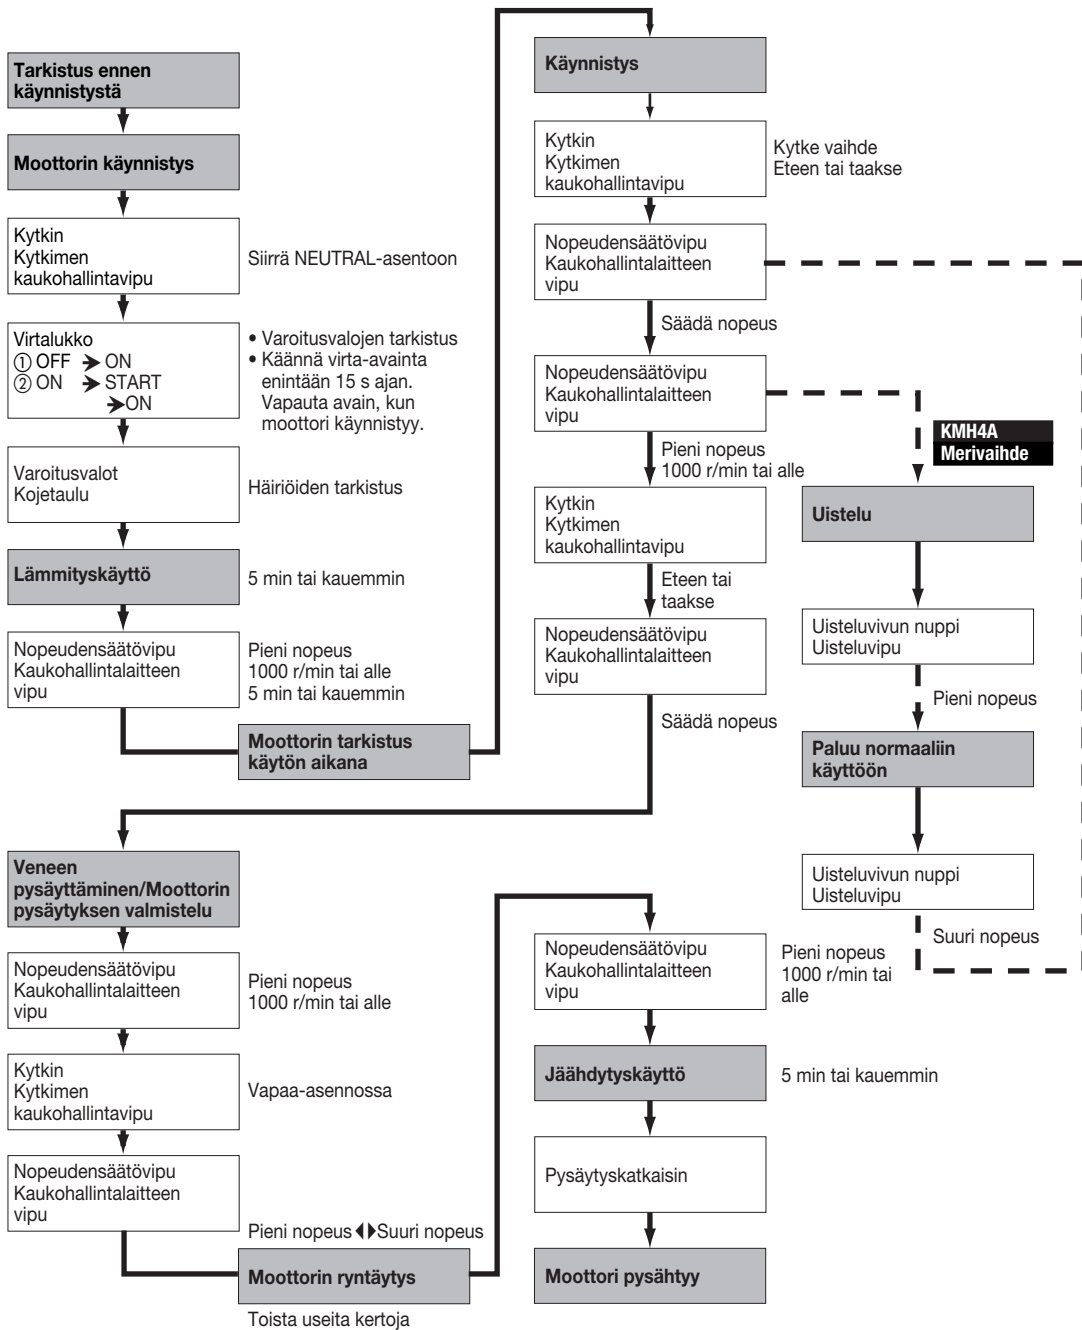 Tarkistus ennen
käynnistystä
Moottorin käynnistys
Kytkin
Kytkimen
kaukohallintavipu
Siirrä NEUTRAL-asentoon
Virtalukko
① OFF ➔ ON
② ON ➔ START
➔ ON
• Varoitusvalojen tarkistus
• Käännä virta-avainta
enintään 15 s ajan.
Vapauta avain, kun
moottori käynnistyy.
Varoitusvalot
Kojetaulu
Häiriöiden tarkistus
Lämmityskäyttö
5 min tai kauemmin
Nopeudensäätövipu
Kaukohallintalaitteen
vipu
Pieni nopeus
1000 r/min tai alle
5 min tai kauemmin
Moottorin tarkistus
käytön aikana
Käynnistys
Kytkin
Kytkimen
kaukohallintavipu
Kytke vaihde
Eteen tai taakse
Nopeudensäätövipu
Kaukohallintalaitteen
vipu
Säädä nopeus
Nopeudensäätövipu
Kaukohallintalaitteen
vipu
Pieni nopeus
1000 r/min tai alle
Kytkin
Kytkimen
kaukohallintavipu
Eteen tai
taakse
Nopeudensäätövipu
Kaukohallintalaitteen
vipu
Säädä nopeus
KMH4A
Merivaihde
Uistelu
Uisteluvivun nuppi
Uisteluvipu
Pieni nopeus
Paluu normaaliin
käyttöön
Uisteluvivun nuppi
Uisteluvipu
Suuri nopeus
Veneen
pysäyttäminen/Moottorin
pysäytyksen valmistelu
Nopeudensäätövipu
Kaukohallintalaitteen
vipu
Pieni nopeus
1000 r/min tai alle
Kytkin
Kytkimen
kaukohallintavipu
Vapaa-asennossa
Nopeudensäätövipu
Kaukohallintalaitteen
vipu
Pieni nopeus ◀▶ Suuri nopeus
Moottorin ryntäytys
Toista useita kertoja
Nopeudensäätövipu
Kaukohallintalaitteen
vipu
Pieni nopeus
1000 r/min tai
alle
Jäähdytyskäyttö
5 min tai kauemmin
Pysäytyskatkaisin
Moottori pysähtyy